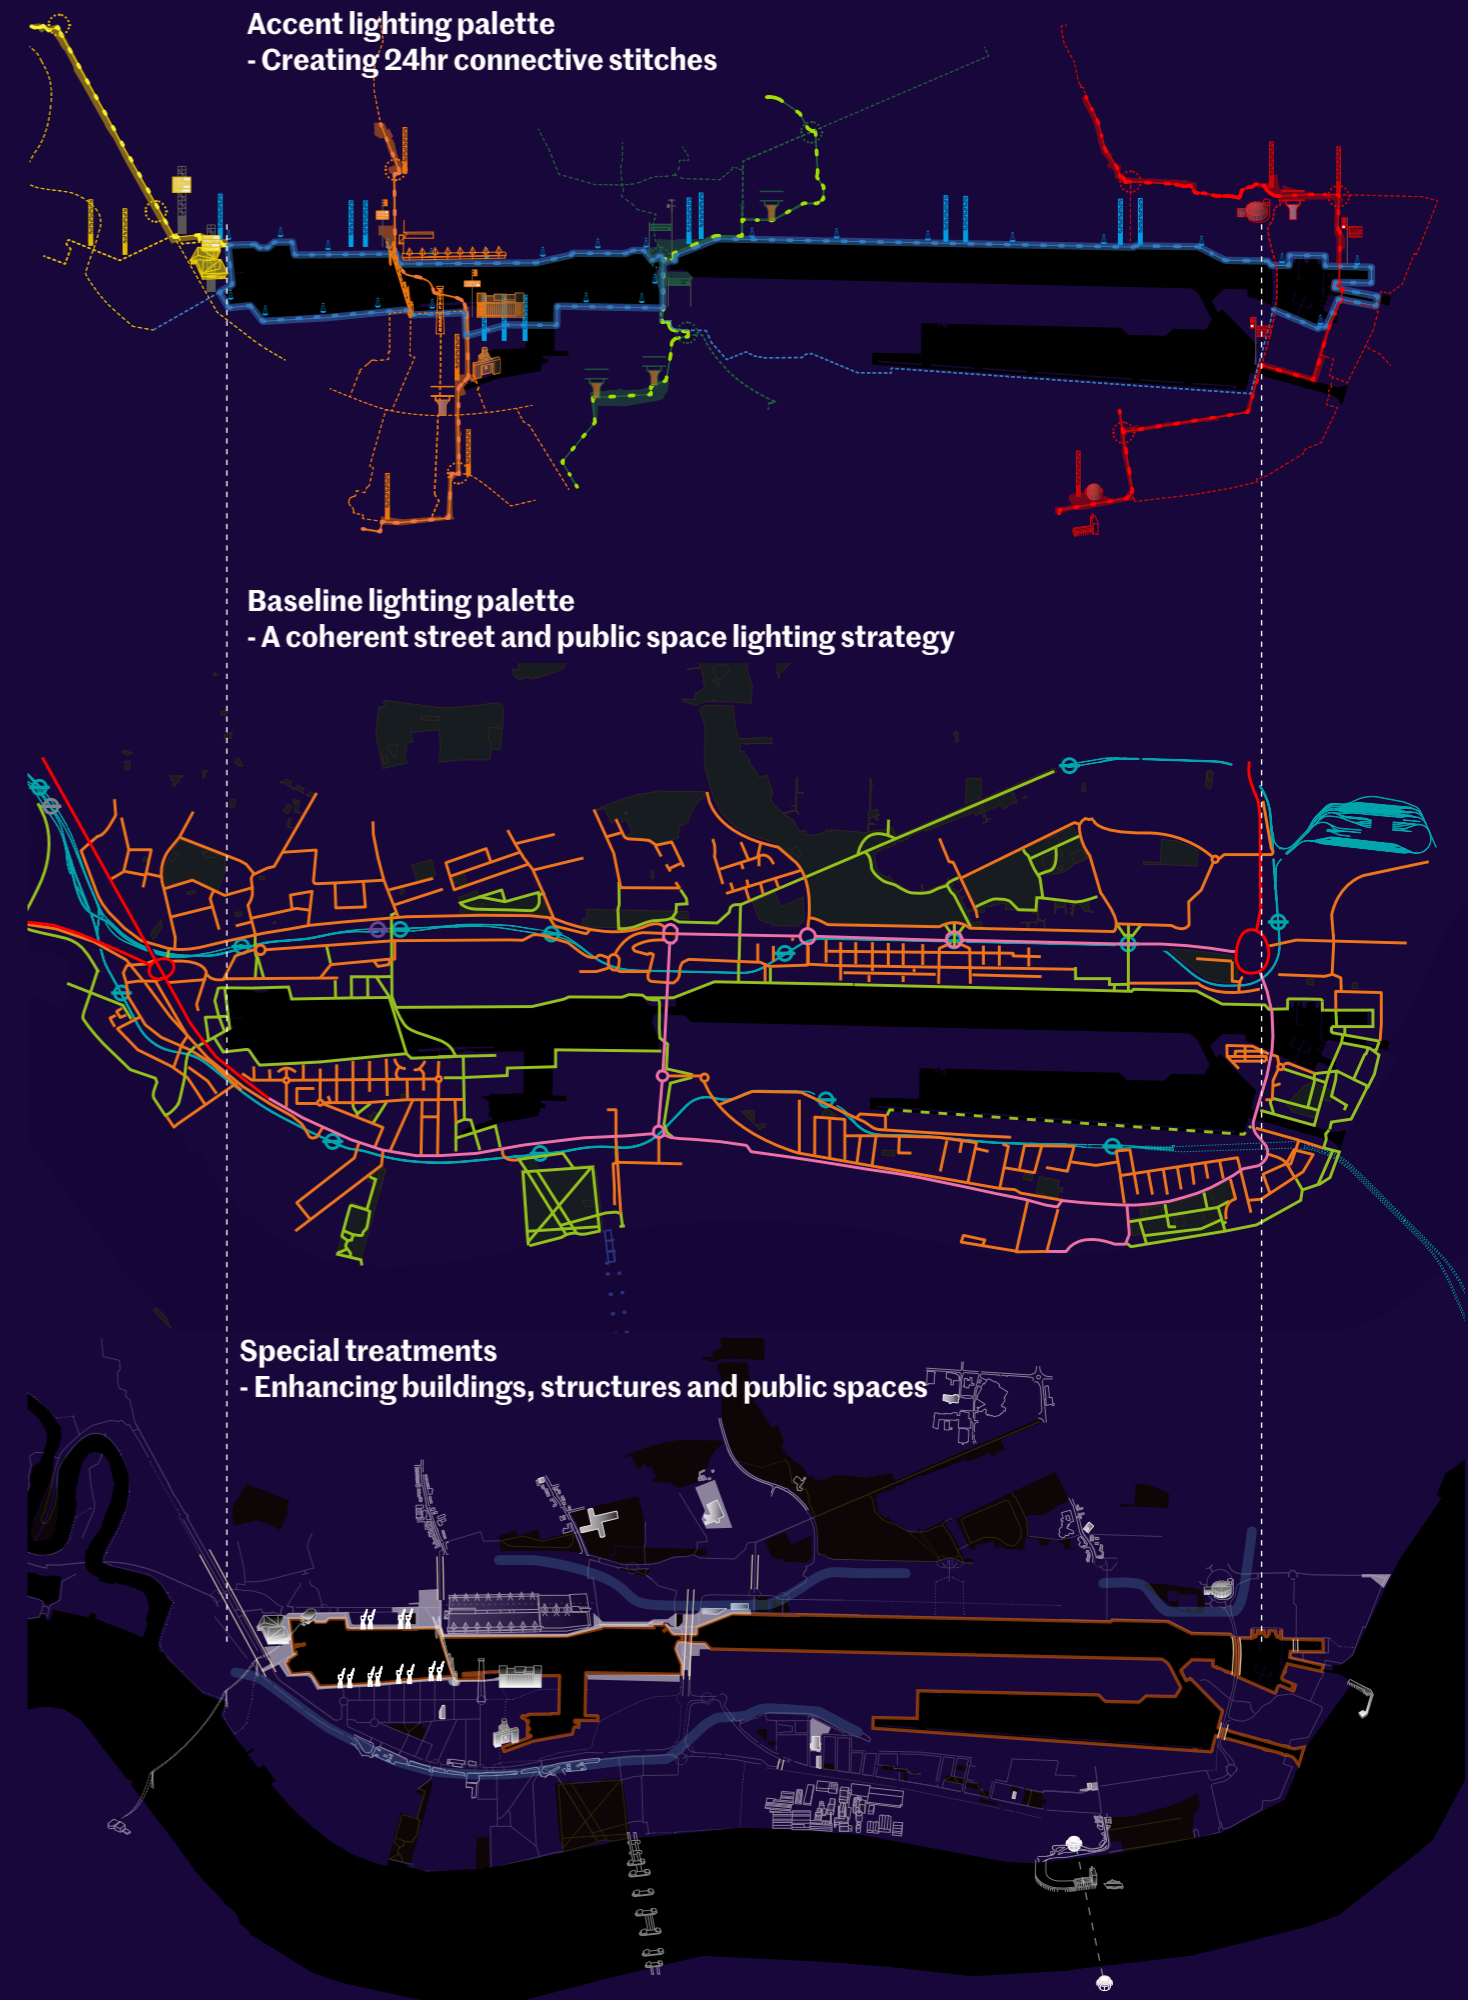 Accent lighting palette
- Creating 24hr connective stitches
Baseline lighting palette
- A coherent street and public space lighting strategy
Special treatments
- Enhancing buildings, structures and public spaces